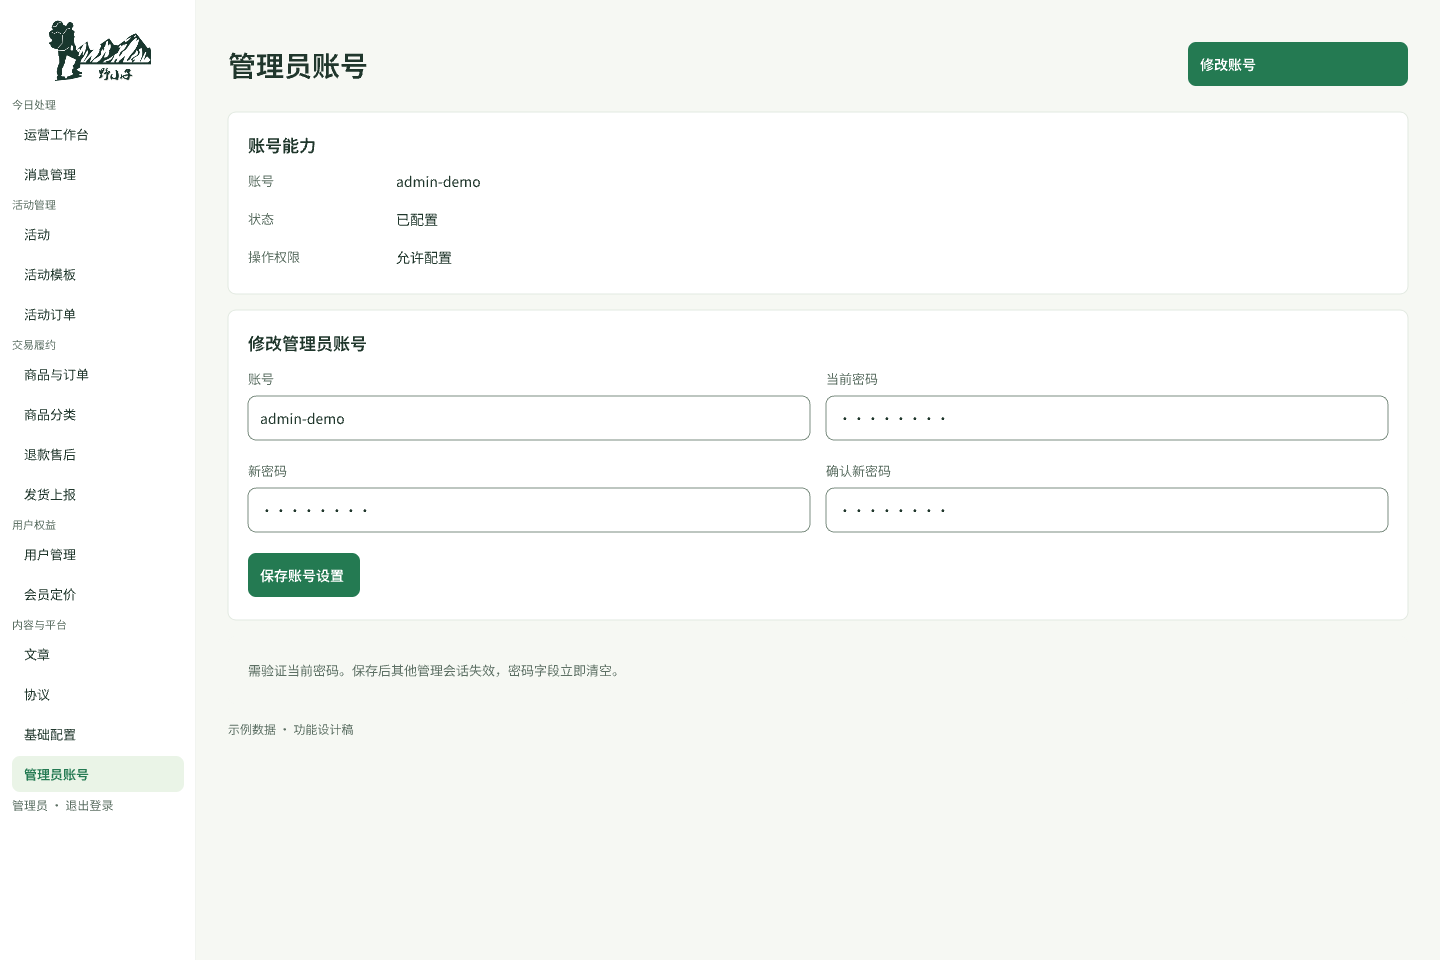 野小子
今日处理
运营工作台
消息管理
活动管理
活动
活动模板
活动订单
交易履约
商品与订单
商品分类
退款售后
发货上报
用户权益
用户管理
会员定价
内容与平台
文章
协议
基础配置
管理员账号
管理员 · 退出登录
管理员账号
修改账号
账号能力
账号 admin-demo
状态 已配置
操作权限 允许配置
修改管理员账号
账号 当前密码
admin-demo ········
新密码 确认新密码
········ ········
保存账号设置
需验证当前密码。保存后其他管理会话失效，密码字段立即清空。
示例数据 · 功能设计稿